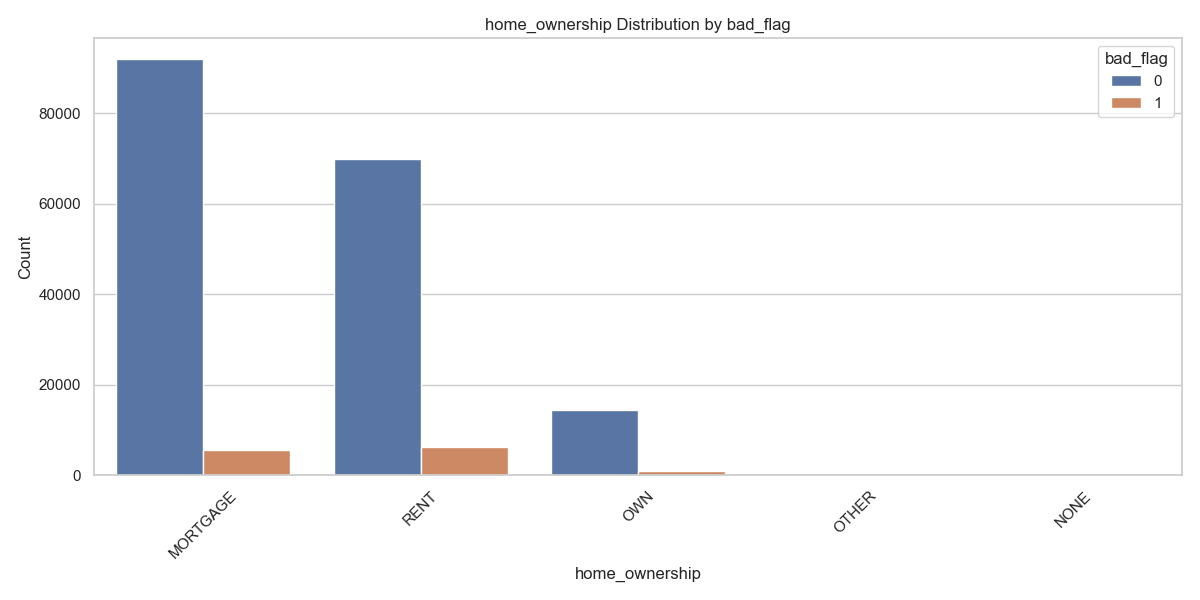 home_ownership Distribution by bad_flag
bad_flag
0
1
80000
60000
40000
20000
0
Count
MORTGAGE
RENT
OWN
OTHER
NONE
home_ownership